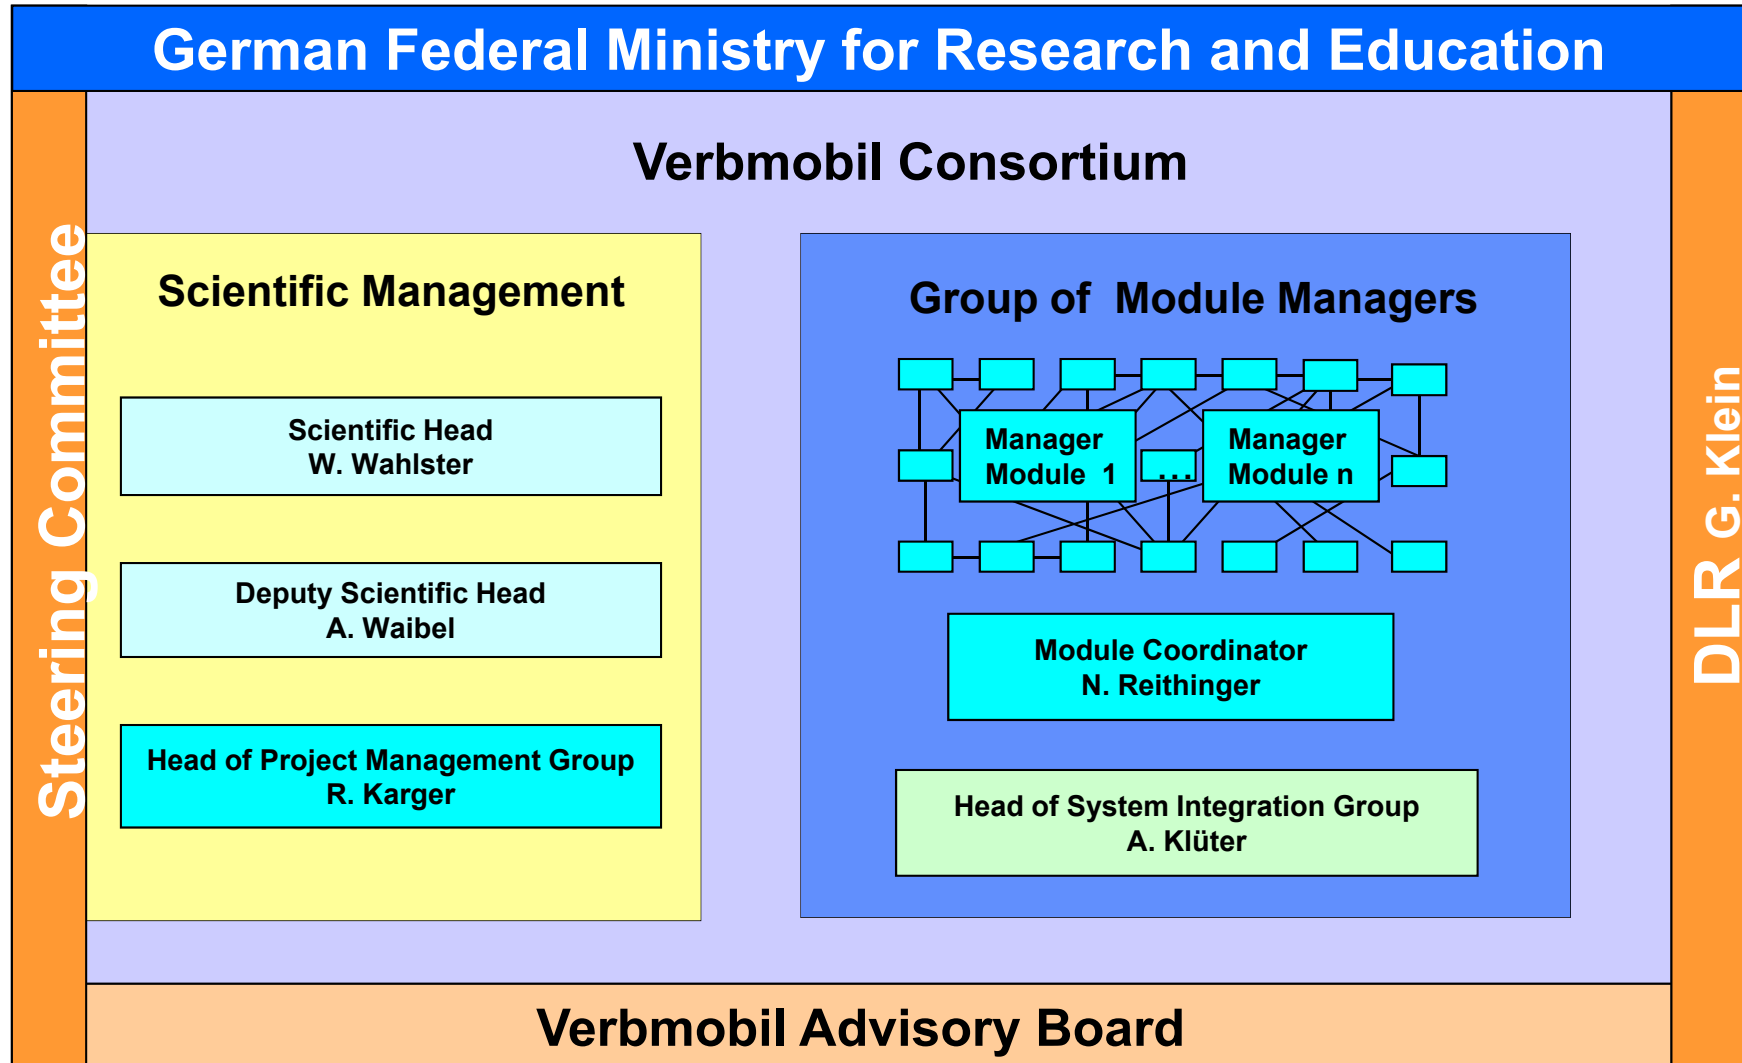 German Federal Ministry for Research and Education
Steering Committee
Verbmobil Consortium
Scientific Management
Scientific Head
W. Wahlster
Deputy Scientific Head
A. Waibel
Head of Project Management Group
R. Karger
Group of Module Managers
Manager
Module 1
...
Manager
Module n
Module Coordinator
N. Reithinger
Head of System Integration Group
A. Klüter
DLR G. Klein
Verbmobil Advisory Board